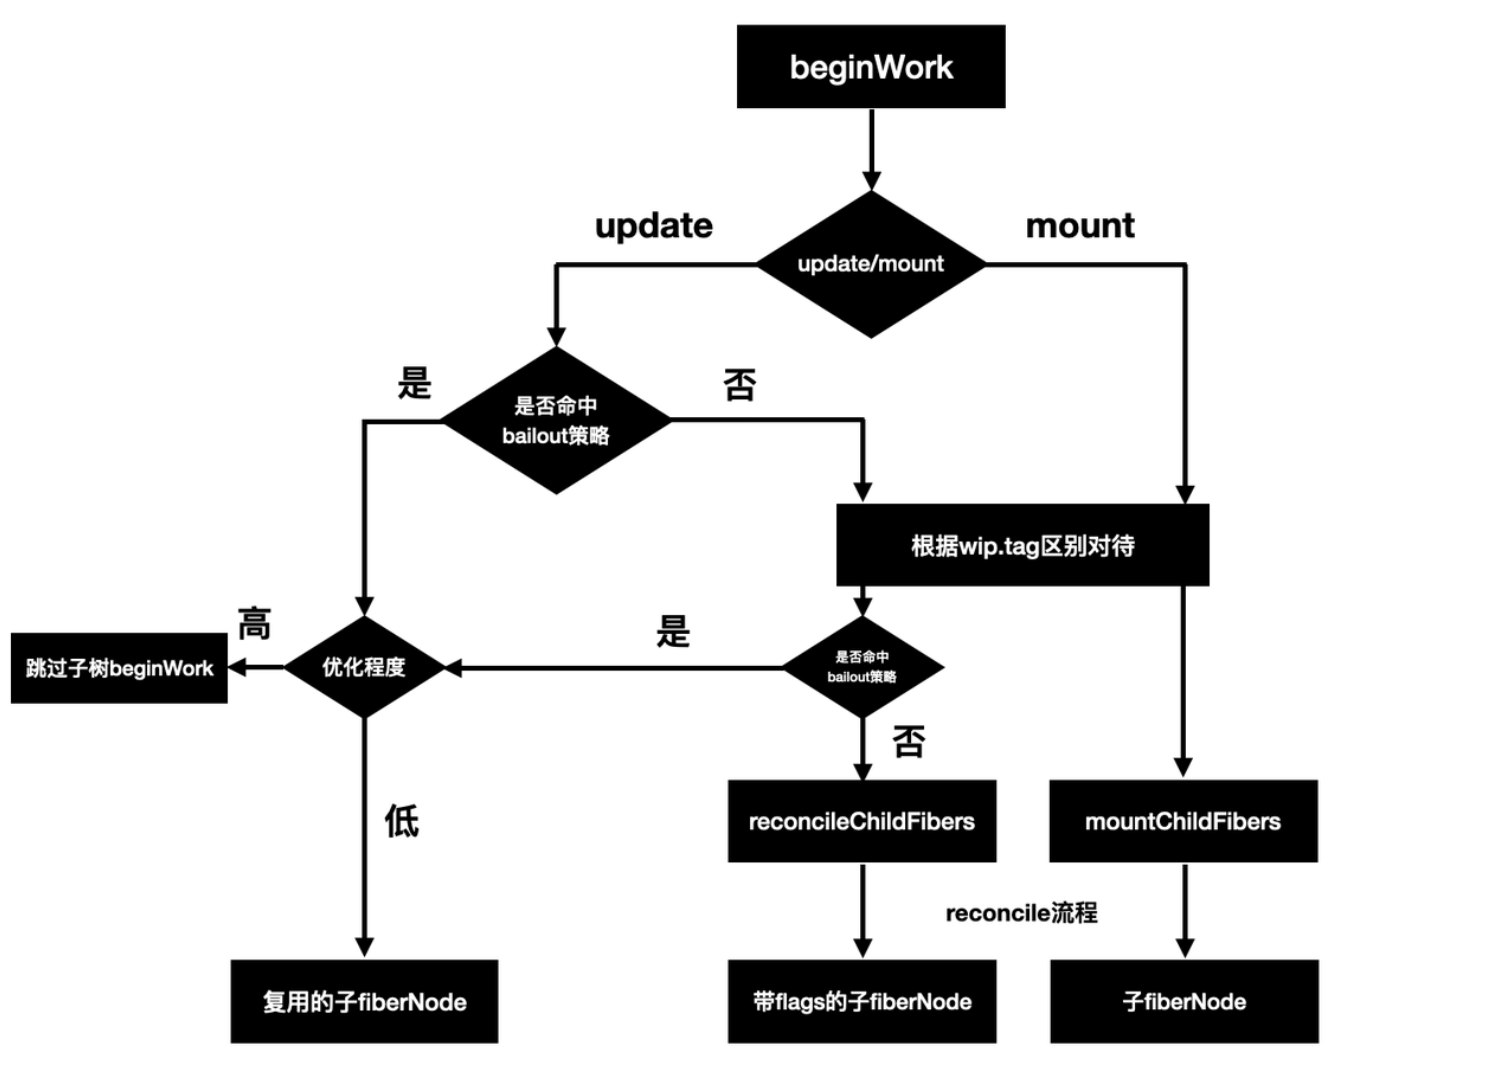 beginWork
update
mount
update/mount
是
否
是否命中
bailout策略
根据wip.tag区别对待
高
是
跳过子树beginWork
优化程度
是否命中
bailout策略
否
低
reconcileChildFibers
mountChildFibers
reconcile流程
复用的子fiberNode
带flags的子fiberNode
子fiberNode